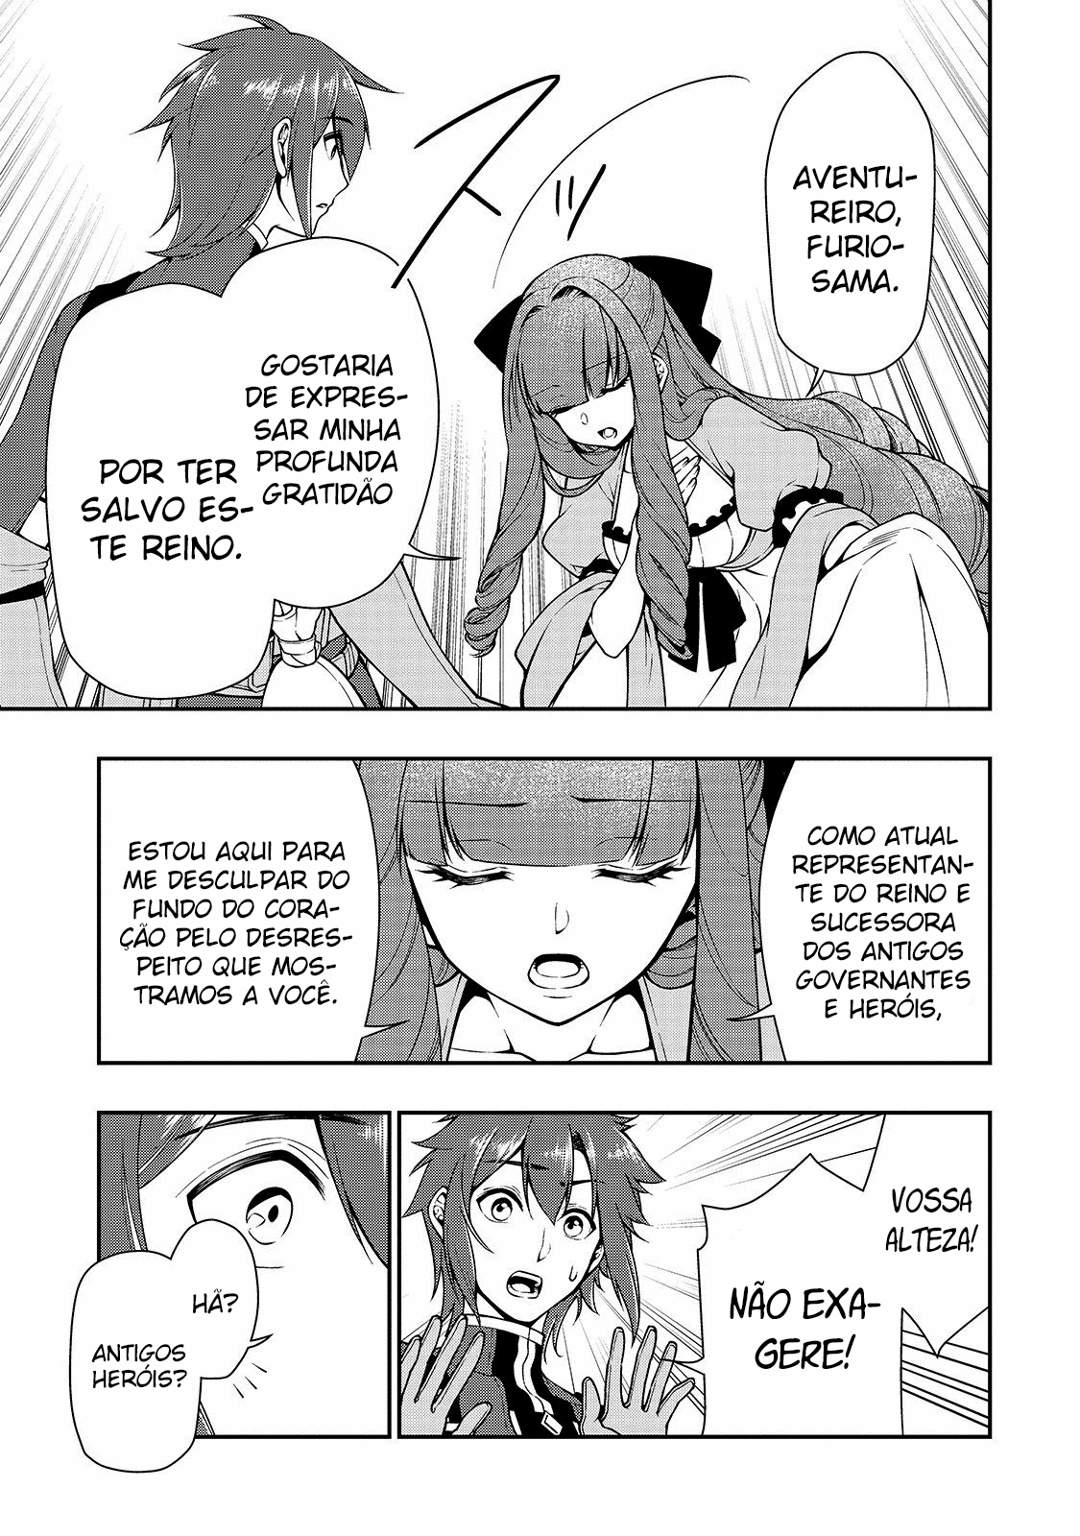 AVENTU-
REIRO,
FURIO-
SAMA.
GOSTARIA
DE EXPRES-
SAR MINHA
PROFUNDA
GRATIDÃO
POR TER
SALVO ES-
TE REINO.
COMO ATUAL
REPRESENTAN-
TE DO REINO E
SUCESSORA
DOS ANTIGOS
GOVERNANTES
E HERÓIS,
ESTOU AQUI PARA
ME DESCULPAR DO
FUNDO DO CORA-
ÇÃO PELO DESRES-
PEITO QUE MOS-
TRAMOS A VOCÊ.
VOSSA
ALTEZA!
NÃO EXA-
GERE!
HÃ?
ANTIGOS
HERÓIS?